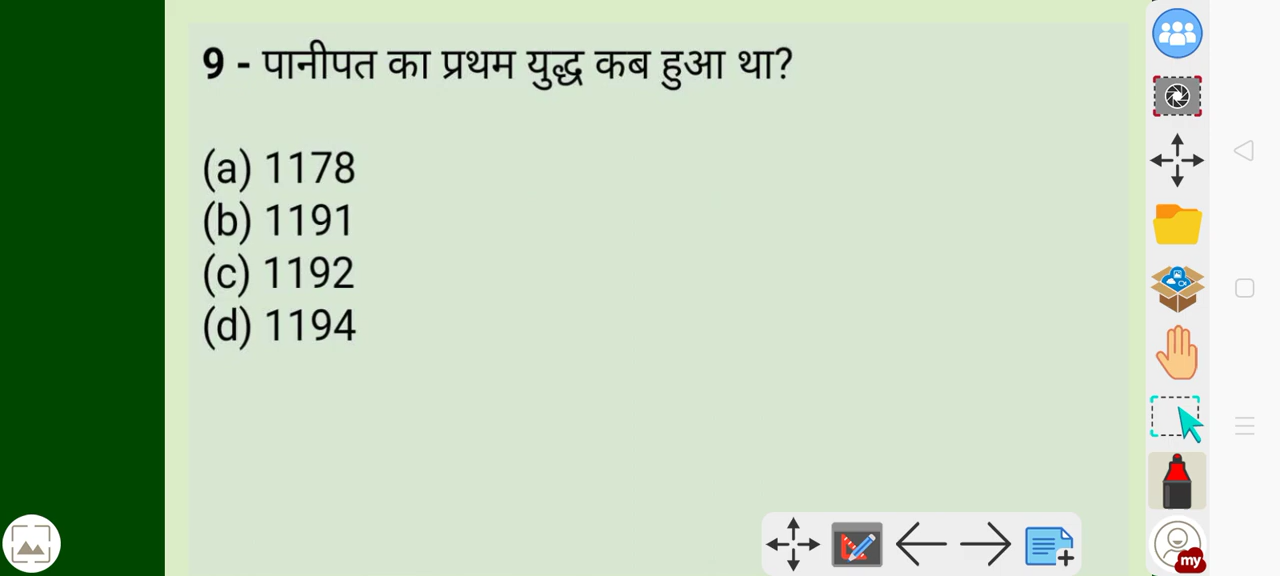 9 - पानीपत का प्रथम युद्ध कब हुआ था?
(a) 1178
(b) 1191
(c) 1192
(d) 1194
my